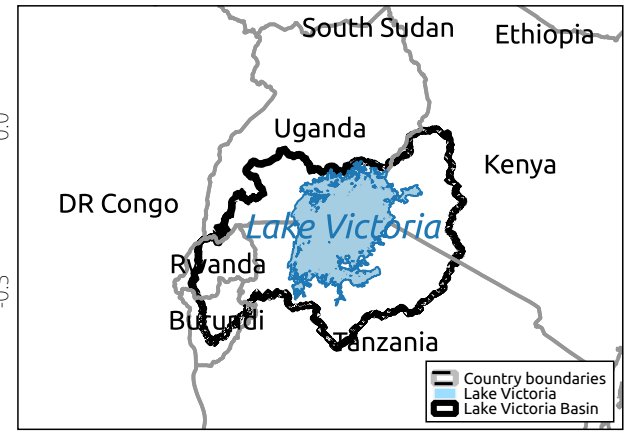 South Sudan
Ethiopia
0.0
Uganda
Kenya
DR Congo
Lake Victoria
Rwanda
-0.5
Burundi
Tanzania
Country boundaries
Lake Victoria
Lake Victoria Basin